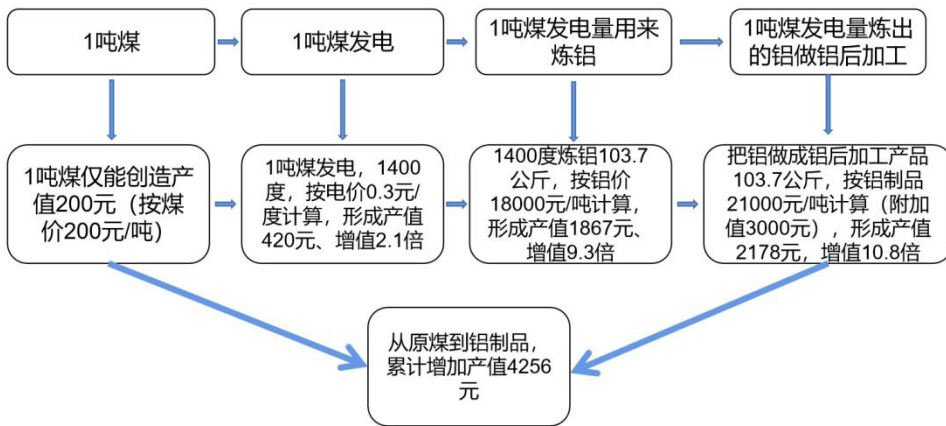 1吨煤
1吨煤发电
1吨煤发电量用来
炼铝
1吨煤发电量炼出
的铝做铝后加工
1吨煤仅能创造产
值200元（按煤
价200元/吨）
1吨煤发电，1400
度，按电价0.3元/
度计算，形成产值
420元、增值2.1倍
1400度炼铝103.7
公斤，按铝价
18000元/吨计算，
形成产值1867元、
增值9.3倍
把铝做成铝后加工产品
103.7公斤，按铝制品
21000元/吨计算（附加
值3000元），形成产值
2178元，增值10.8倍
从原煤到铝制品，
累计增加产值4256
元